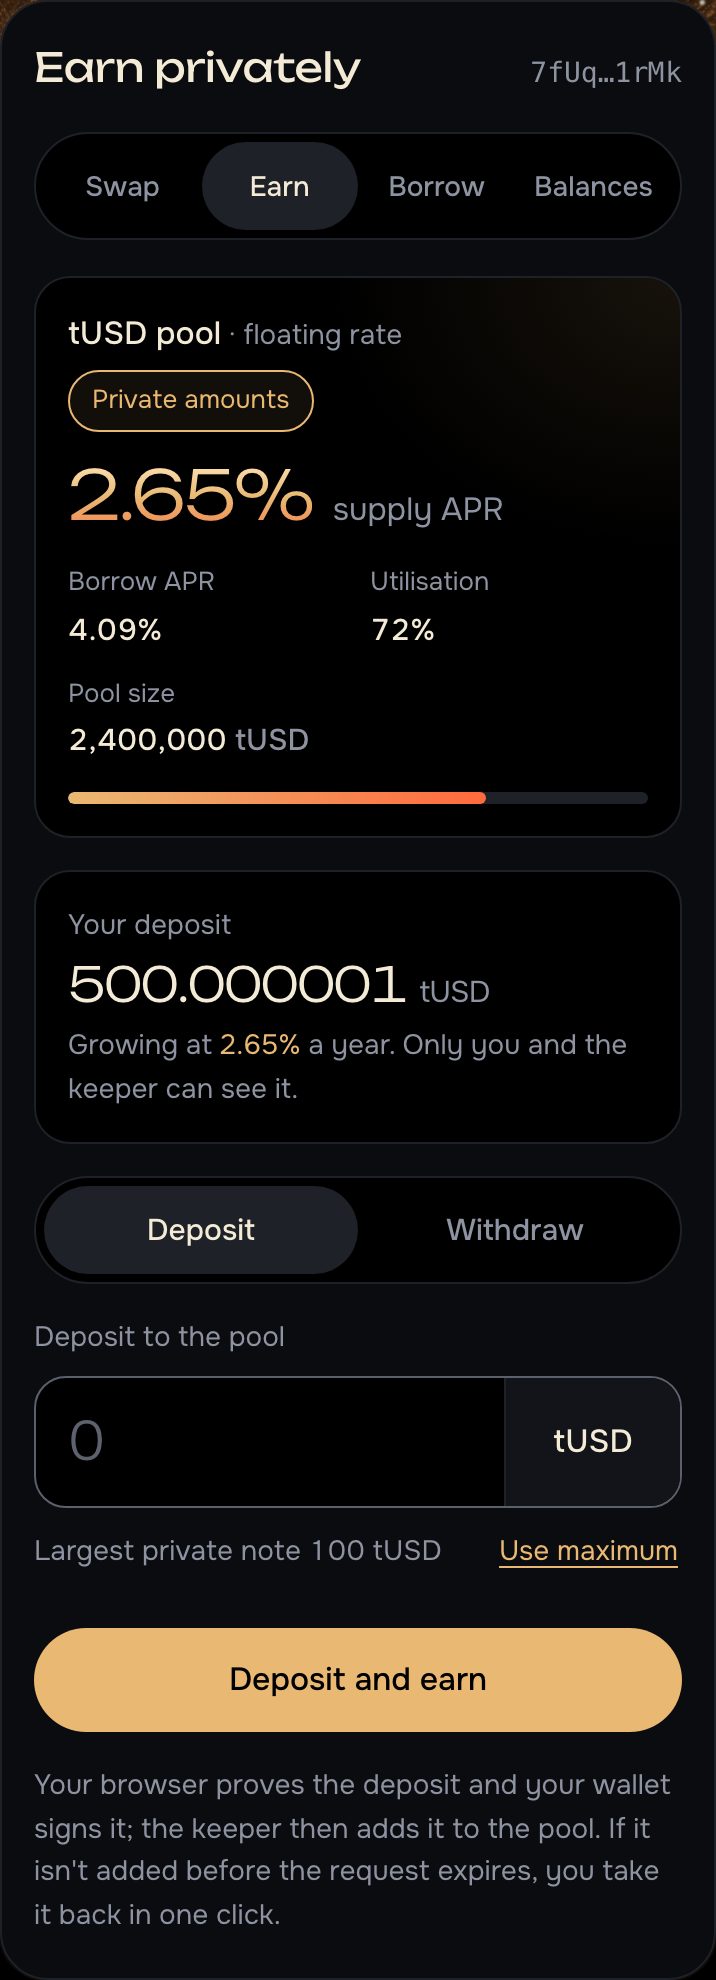 Earn privately
7fUq…1rMk
Swap
Earn
Borrow
Balances
tUSD pool · floating rate
Private amounts
2.65% supply APR
Borrow APR
Utilisation
4.09%
72%
Pool size
2,400,000 tUSD
Your deposit
500.000001 tUSD
Growing at 2.65% a year. Only you and the
keeper can see it.
Deposit
Withdraw
Deposit to the pool
0
tUSD
Largest private note 100 tUSD
Use maximum
Deposit and earn
Your browser proves the deposit and your wallet
signs it; the keeper then adds it to the pool. If it
isn't added before the request expires, you take
it back in one click.